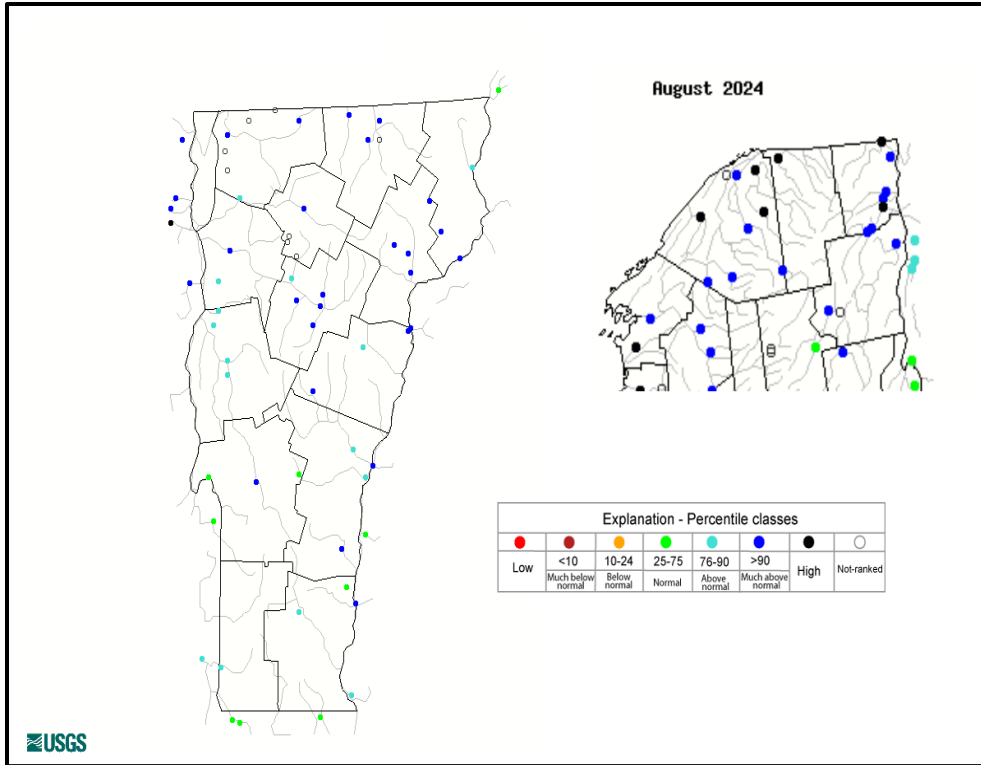 August 2024
Explanation - Percentile classes
<10 10-24 25-75 76-90 >90
Low Much below normal Below normal Normal Above normal Much above normal High Not-ranked
USGS